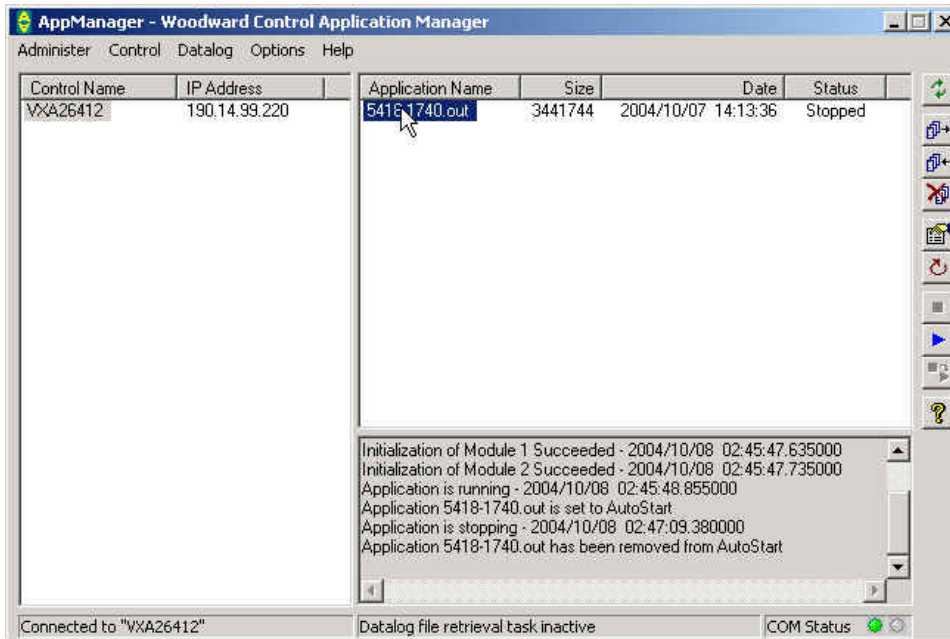 AppManager - Woodward Control Application Manager
Administer Control Datalog Options Help
Control Name IP Address
VXA26412 190.14.99.220
Application Name Size Date Status
5418-1740.out 3441744 2004/10/07 14:13:36 Stopped
Initialization of Module 1 Succeeded - 2004/10/08 02:45:47.635000
Initialization of Module 2 Succeeded - 2004/10/08 02:45:47.735000
Application is running - 2004/10/08 02:45:48.855000
Application 5418-1740.out is set to AutoStart
Application is stopping - 2004/10/08 02:47:09.380000
Application 5418-1740.out has been removed from AutoStart
Connected to "VXA26412" Datalog file retrieval task inactive COM Status